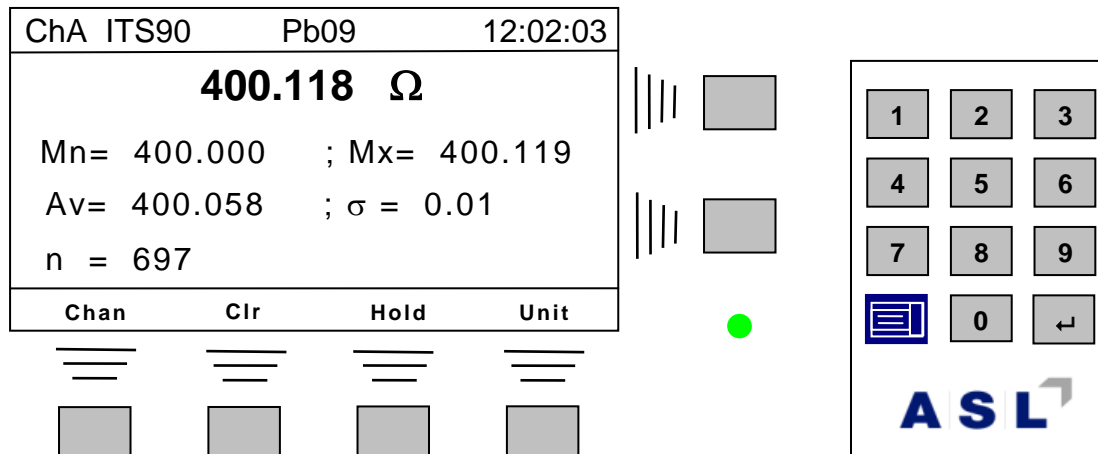 ChA ITS90 Pb09 12:02:03
400.118 Ω
Mn= 400.000 ; Mx= 400.119
Av= 400.058 ; σ = 0.01
n = 697
Chan Clr Hold Unit
1 2 3
4 5 6
7 8 9
0 ↵
ASL